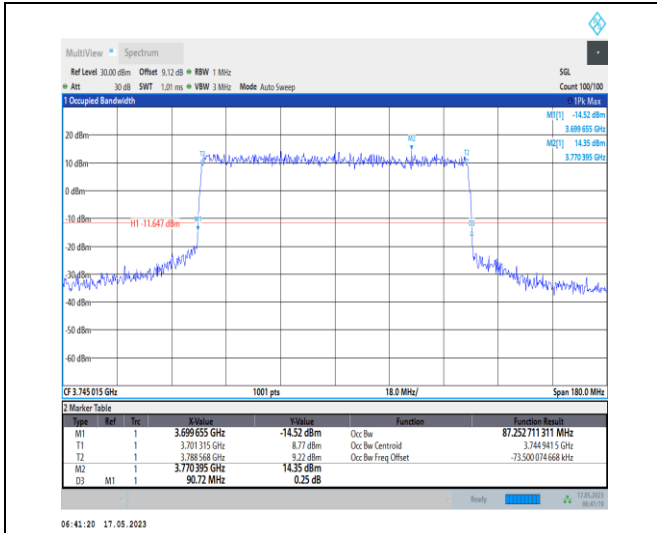 MultiView Spectrum
Ref Level 30.00 dBm Offset 9.12 dB RBW 1 MHz SGL
Att 30 dB SWT 1.01 ms VBW 3 MHz Mode Auto Sweep Count 100/100
1 Occupied Bandwidth 1Pk Max
M1[1] -14.52 dBm
3.699 655 GHz
M2[1] 14.35 dBm
3.770 395 GHz
20 dBm
M2
T1 T2
10 dBm
0 dBm
-10 dBm
H1 -11.647 dBm
M1
D3
-20 dBm
-30 dBm
-40 dBm
-50 dBm
-60 dBm
CF 3.745 015 GHz 1001 pts 18.0 MHz/ Span 180.0 MHz
2 Marker Table
Type Ref Trc X-Value Y-Value Function Function Result
M1 1 3.699 655 GHz -14.52 dBm Occ Bw 87.252 711 311 MHz
T1 1 3.701 315 GHz 8.77 dBm Occ Bw Centroid 3.744 941 5 GHz
T2 1 3.788 568 GHz 9.22 dBm Occ Bw Freq Offset -73.500 074 668 kHz
M2 1 3.770 395 GHz 14.35 dBm
D3 M1 1 90.72 MHz 0.25 dB
Ready 17.05.2023
06:41:19
06:41:20 17.05.2023